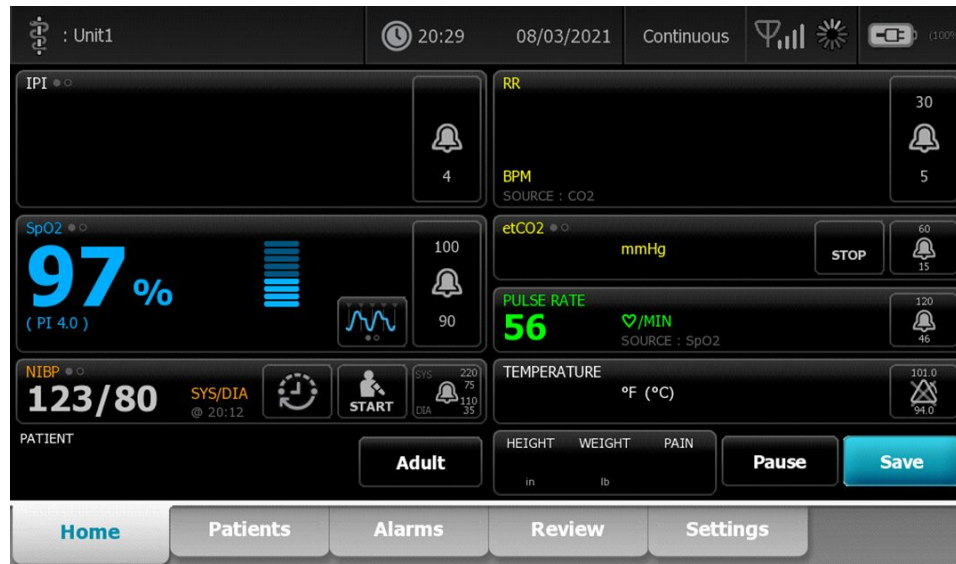 : Unit1
20:29
08/03/2021
Continuous
(100%
IPI
4
RR
BPM
SOURCE : CO2
30
5
SpO2
97 %
( PI 4.0 )
100
90
etCO2
mmHg
STOP
60
15
PULSE RATE
56 /MIN
SOURCE : SpO2
120
46
NIBP
123/80 SYS/DIA
@ 20:12
START
SYS 220
75
110
DIA 35
TEMPERATURE
°F (°C)
101.0
94.0
PATIENT
Adult
HEIGHT WEIGHT PAIN
in lb
Pause
Save
Home
Patients
Alarms
Review
Settings